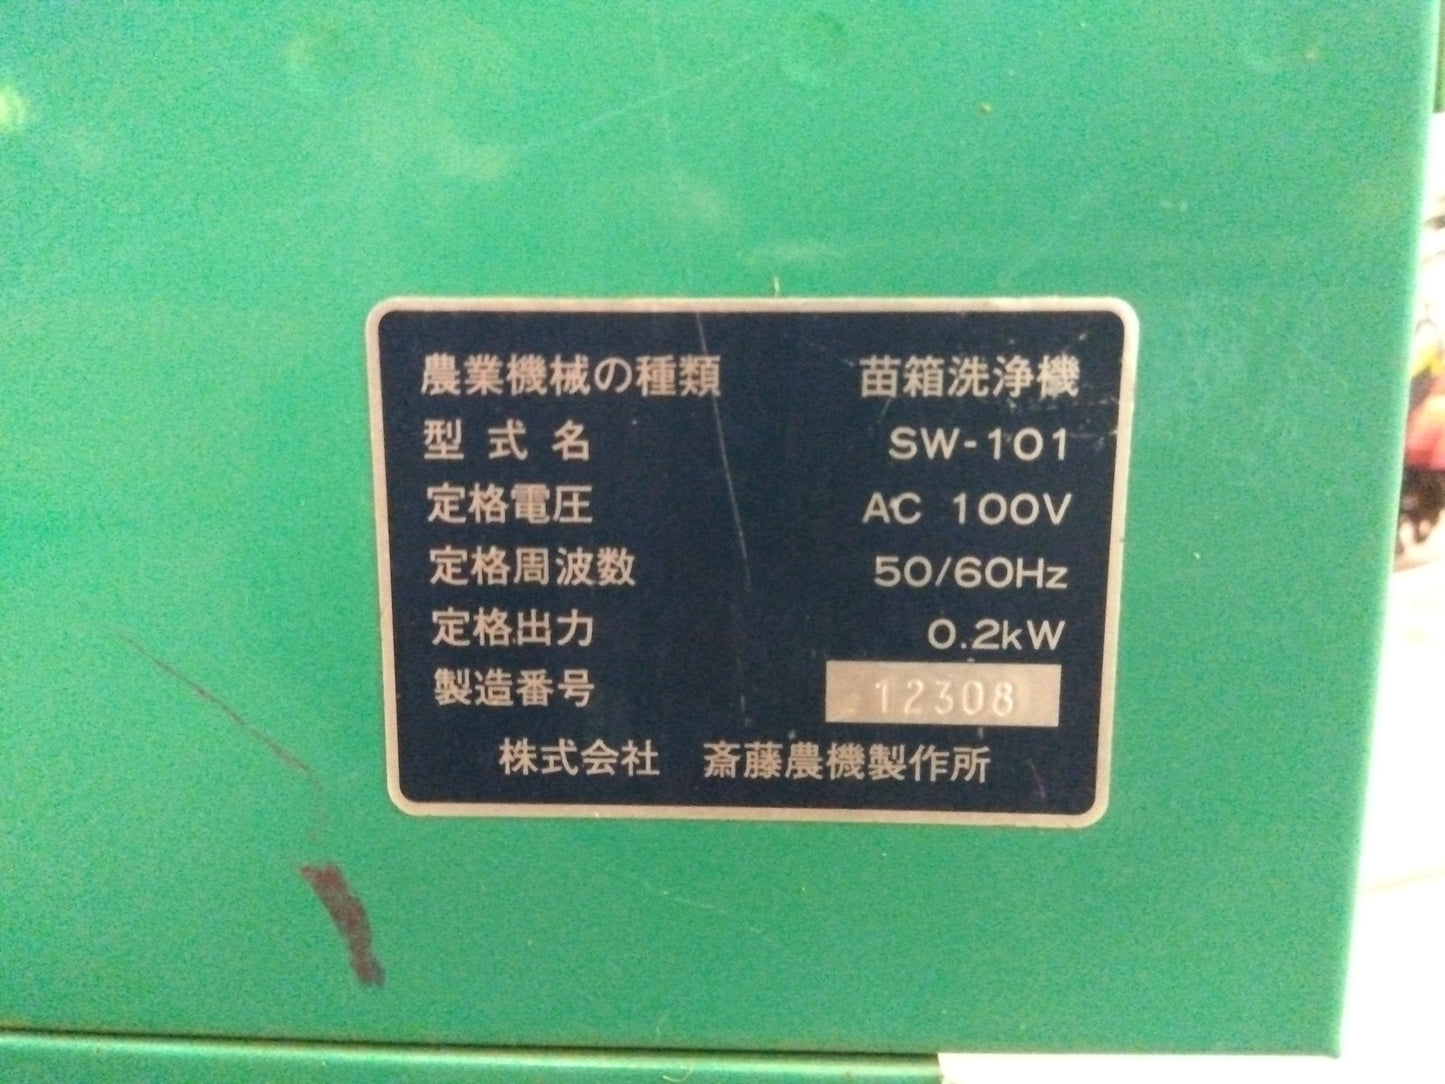 農業機械の種類 苗箱洗浄機
型式名 SW-101
定格電圧 AC 100V
定格周波数 50/60Hz
定格出力 0.2kW
製造番号 12308
株式会社 斎藤農機製作所